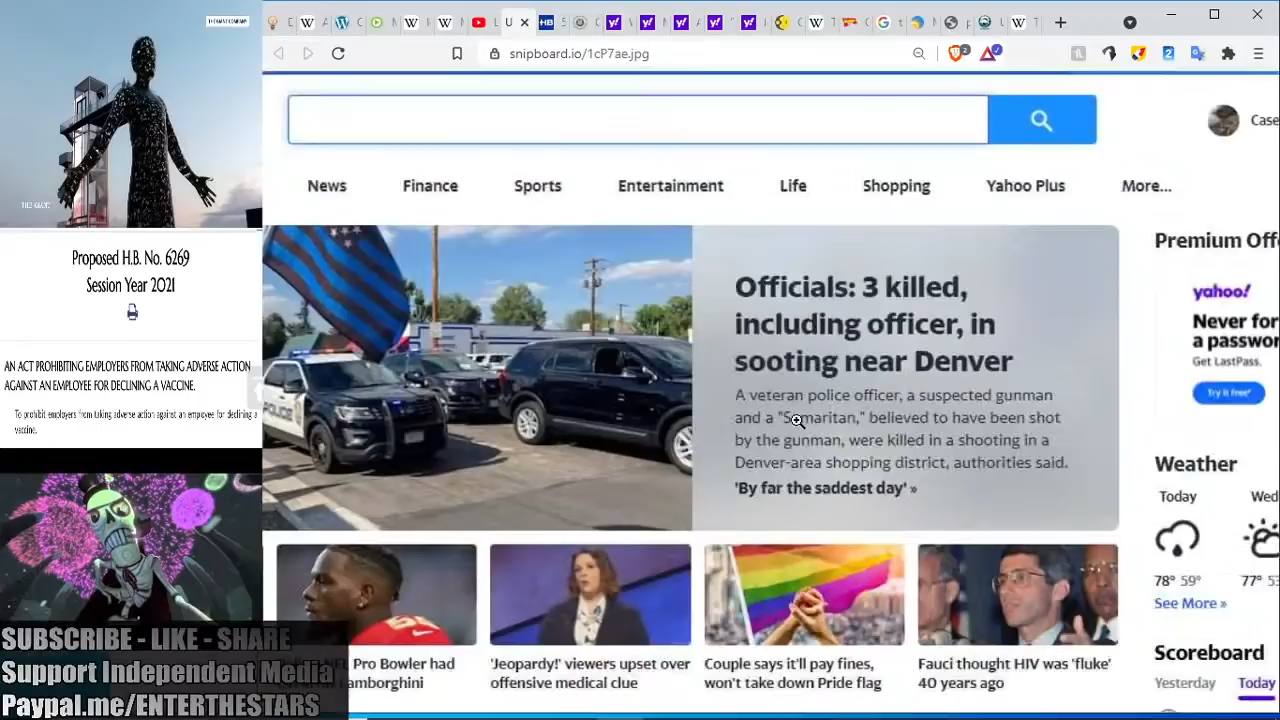 THE GIANT COMPANY
THE GIANT
Proposed H.B. No. 6269
Session Year 2021
AN ACT PROHIBITING EMPLOYERS FROM TAKING ADVERSE ACTION
AGAINST AN EMPLOYEE FOR DECLINING A VACCINE.
To prohibit employers from taking adverse action against an employee for declining a
vaccine.
SUBSCRIBE - LIKE - SHARE
Support Independent Media
Paypal.me/ENTERTHESTARS
snipboard.io/1cP7ae.jpg
Case
News
Finance
Sports
Entertainment
Life
Shopping
Yahoo Plus
More...
POLICE
Officials: 3 killed,
including officer, in
sooting near Denver
A veteran police officer, a suspected gunman
and a "Samaritan," believed to have been shot
by the gunman, were killed in a shooting in a
Denver-area shopping district, authorities said.
'By far the saddest day' »
Pro Bowler had
amborghini
'Jeopardy!' viewers upset over
offensive medical clue
Couple says it'll pay fines,
won't take down Pride flag
Fauci thought HIV was 'fluke'
40 years ago
Premium Off
yahoo!
Never for
a passwor
Get LastPass.
Try it free!
Weather
Today
Wed
78° 59°
77° 5
See More »
Scoreboard
Yesterday
Today